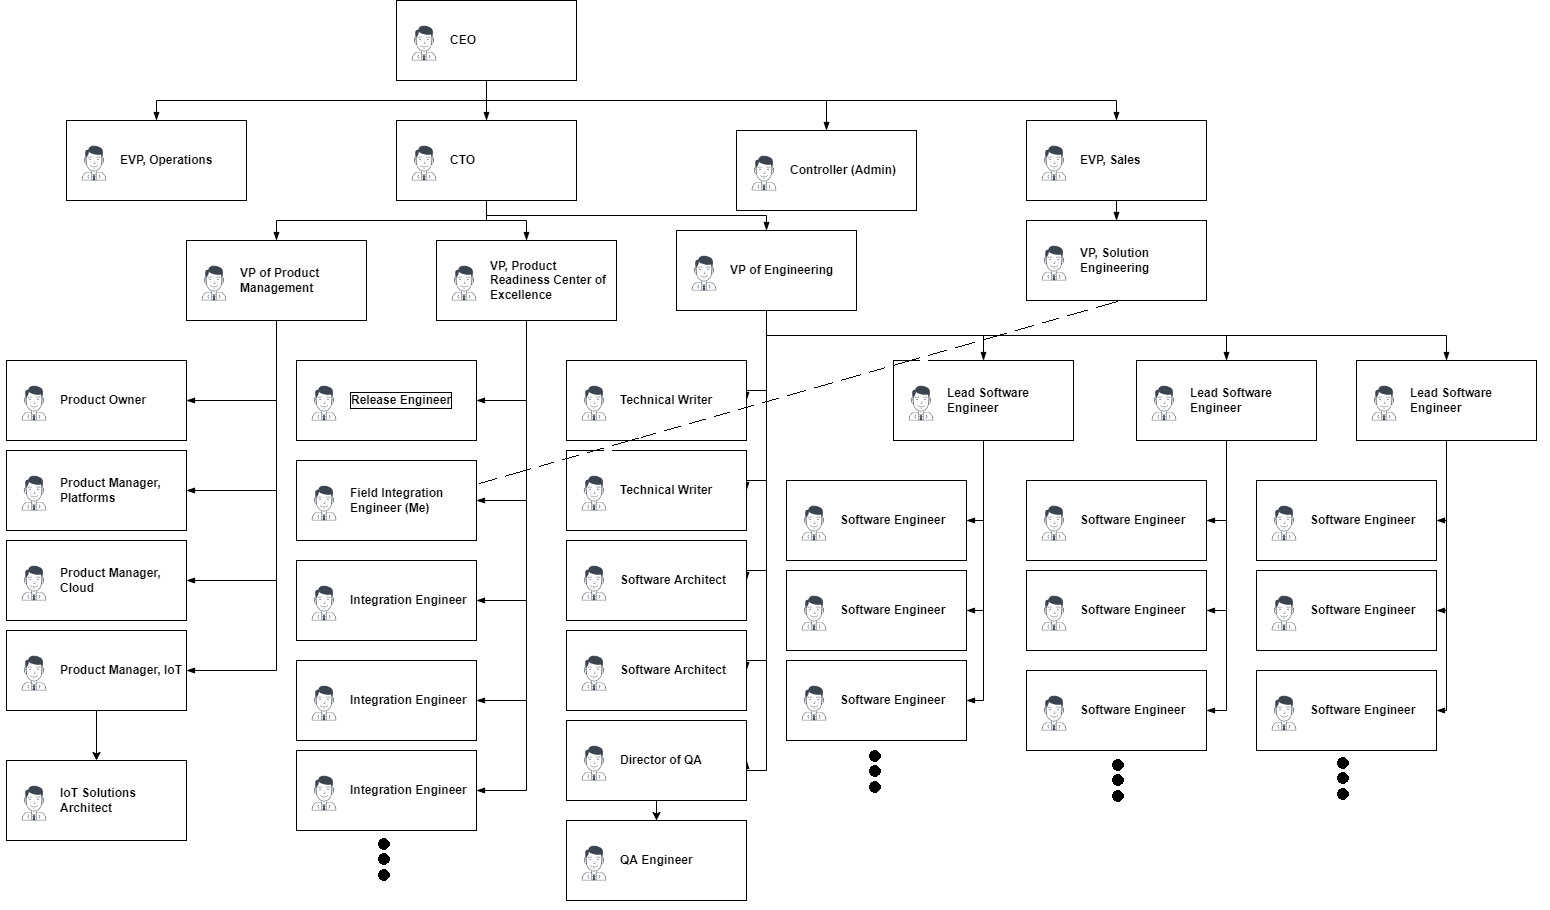 CEO
EVP, Operations
CTO
Controller (Admin)
EVP, Sales
VP of Product
Management
VP, Product
Readiness Center of
Excellence
VP of Engineering
VP, Solution
Engineering
Product Owner
Release Engineer
Technical Writer
Lead Software
Engineer
Lead Software
Engineer
Lead Software
Engineer
Product Manager,
Platforms
Field Integration
Engineer (Me)
Technical Writer
Software Engineer
Software Engineer
Software Engineer
Product Manager,
Cloud
Integration Engineer
Software Architect
Software Engineer
Software Engineer
Software Engineer
Product Manager, IoT
Integration Engineer
Software Architect
Software Engineer
Software Engineer
Software Engineer
IoT Solutions
Architect
Integration Engineer
Director of QA
QA Engineer